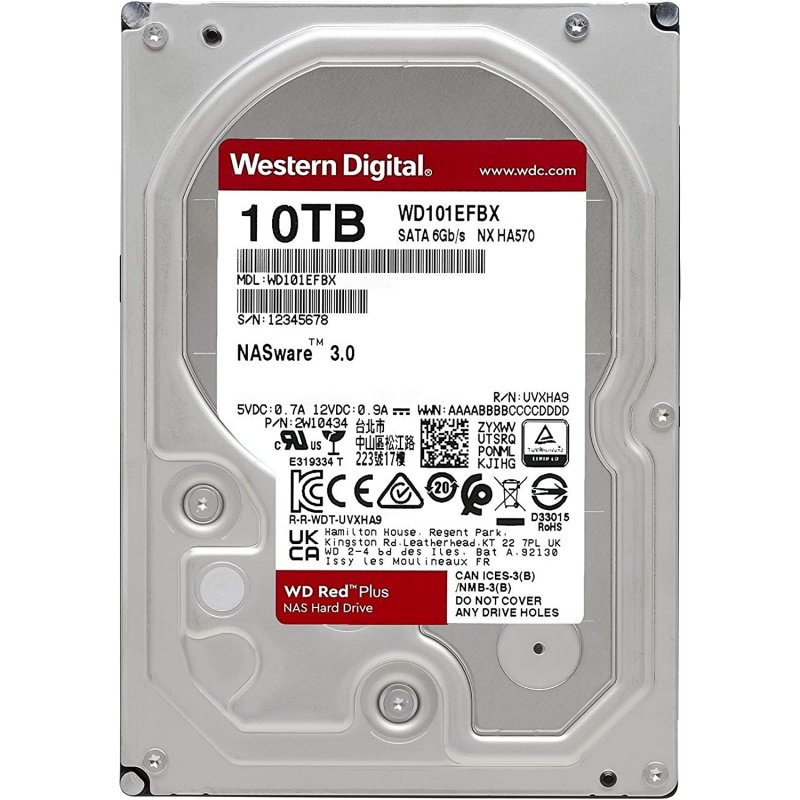 Western Digital®
www.wdc.com
10TB
WD101EFBX
SATA 6Gb/s NX HA570
MDL:WD101EFBX
S/N:12345678
NASware™ 3.0
R/N:UVXHA9
5VDC:0.7A 12VDC:0.9A WWN:AAAABBBBCCCCDDDD
P/N:2W10434
台北市
中山區松江路
223號17樓
ZYXWV
UTSRQ
PONML
KJIHG
c RU US
E319334 T
20
R-R-WDT-UVXHA9
D33015
RoHS
UK
CA
Hamilton House, Regent Park,
Kingston Rd.Leatherhead.KT 22 7PL UK
WD 2-4 bd des Iles. Bat A.92130
Issy les Moulineaux FR
WD Red™ Plus
NAS Hard Drive
CAN ICES-3(B)
/NMB-3(B)
DO NOT COVER
ANY DRIVE HOLES